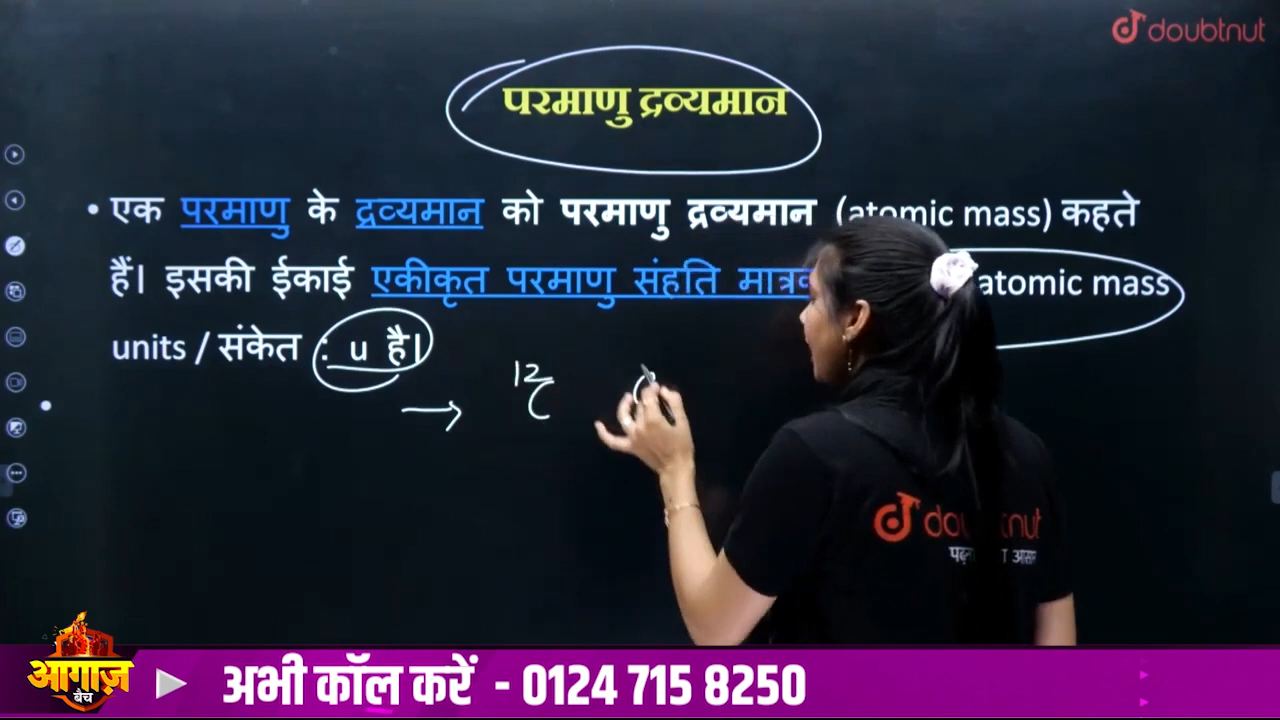 doubtnut
परमाणु द्रव्यमान
• एक परमाणु के द्रव्यमान को परमाणु द्रव्यमान (atomic mass) कहते
हैं। इसकी ईकाई एकीकृत परमाणु संहति atomic mass
units / संकेत : u है।
→ 12C
doubtnut
आगाज़
बैच
अभी कॉल करें - 0124 715 8250